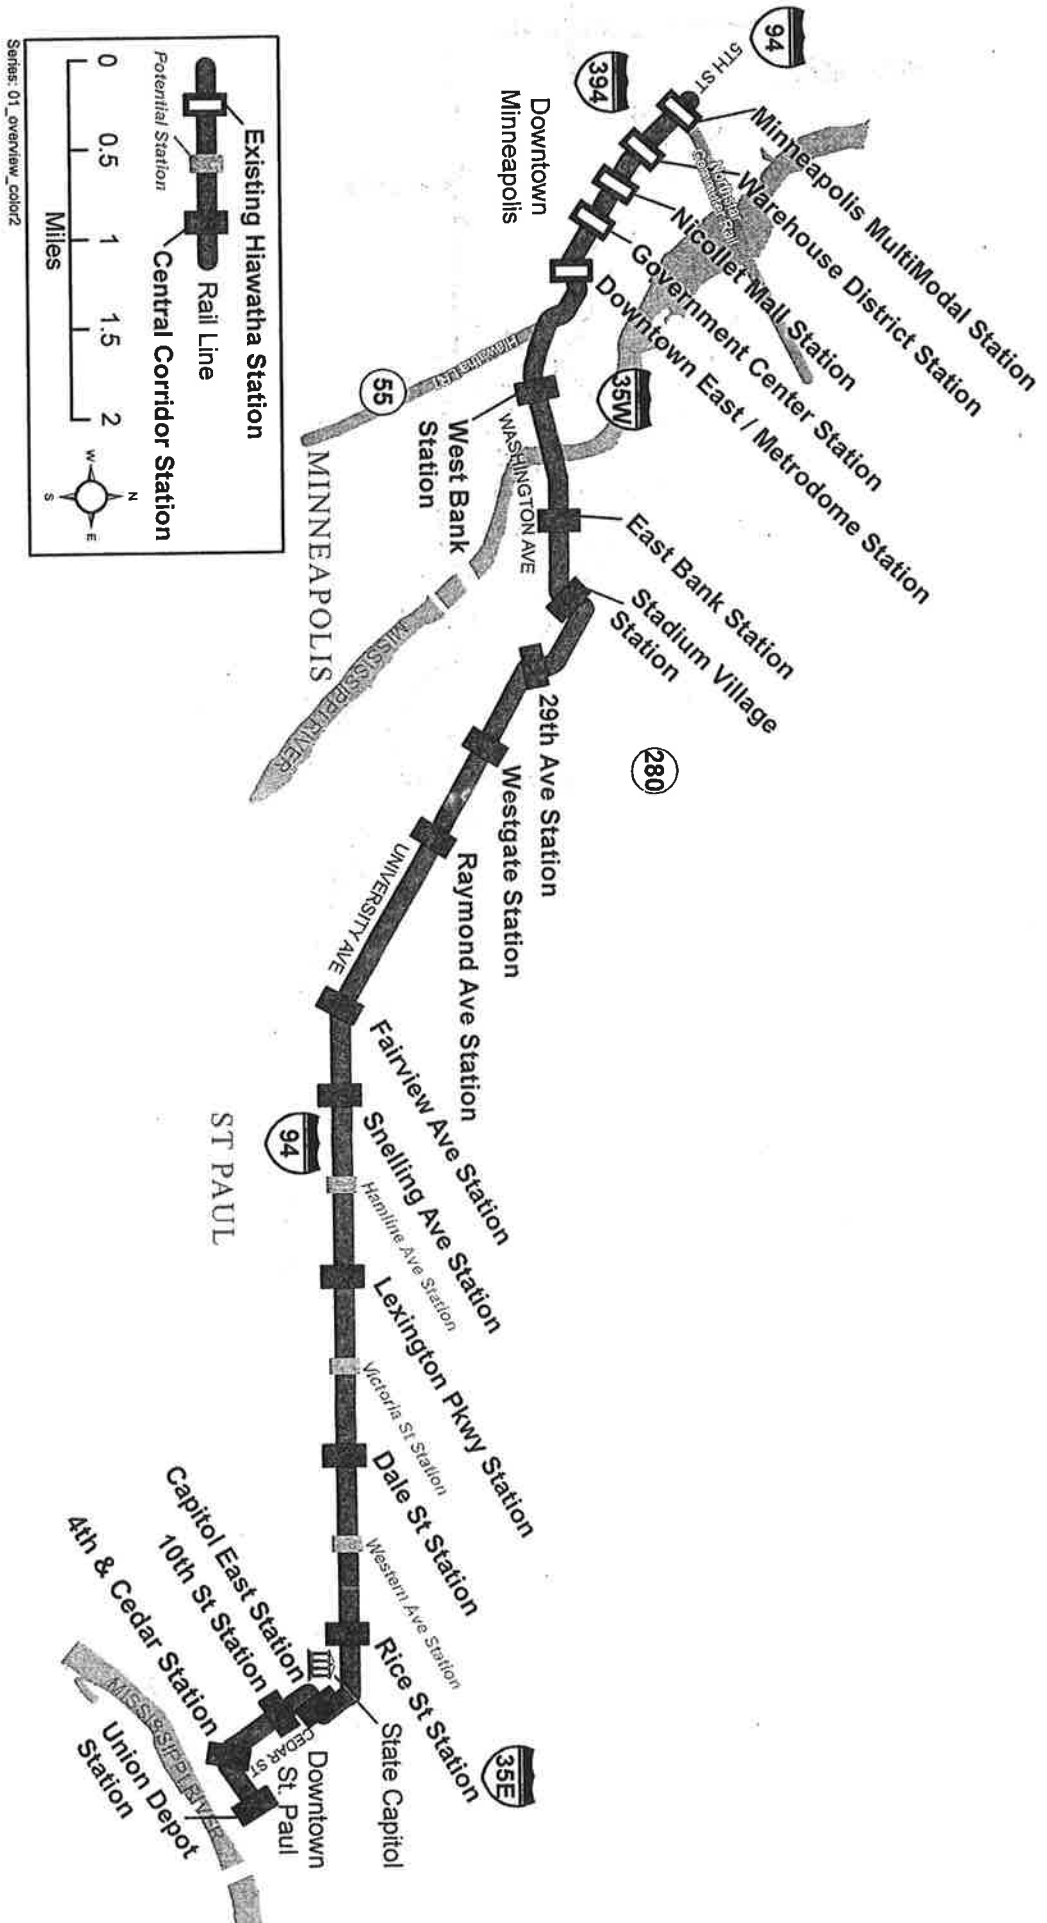 94
5TH ST
394
Downtown
Minneapolis
Minneapolis MultiModal Station
Warehouse District Station
Nicollet Mall Station
Government Center Station
Downtown East / Metrodome Station
Northstar Rail
Hiawatha LRT
55
35W
West Bank
Station
WASHINGTON AVE
East Bank Station
Stadium Village
Station
MINNEAPOLIS
MISSISSIPPI RIVER
280
29th Ave Station
Westgate Station
Raymond Ave Station
UNIVERSITY AVE
Fairview Ave Station
Snelling Ave Station
94
ST PAUL
Hamline Ave Station
Lexington Pkwy Station
Victoria St Station
Dale St Station
Western Ave Station
Rice St Station
35E
State Capitol
Capitol East Station
10th St Station
4th & Cedar Station
CEDAR ST
Downtown
St. Paul
Union Depot
Station
MISSISSIPPI RIVER
Existing Hiawatha Station
Rail Line
Potential Station
Central Corridor Station
0 0.5 1 1.5 2
Miles
N
W
E
S
Series: 01_overview_color2